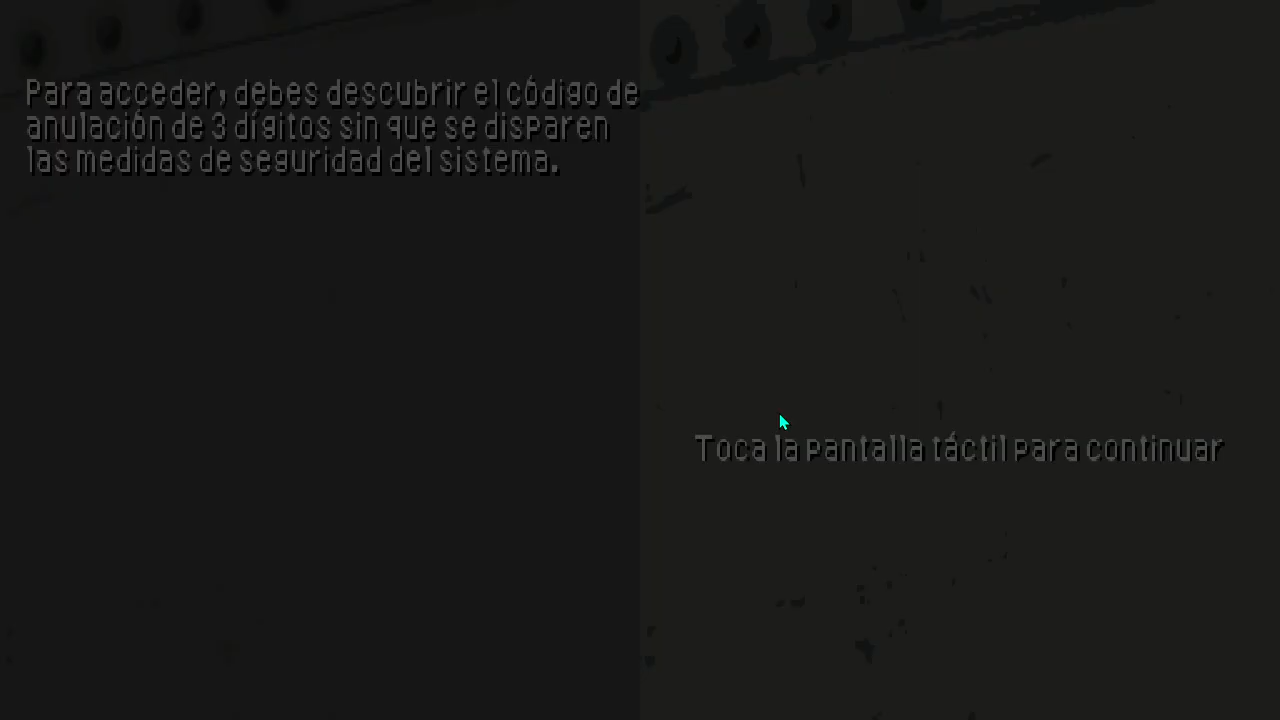 Para acceder, debes descubrir el código de
anulación de 3 dígitos sin que se disparen
las medidas de seguridad del sistema.
Toca la pantalla táctil para continuar